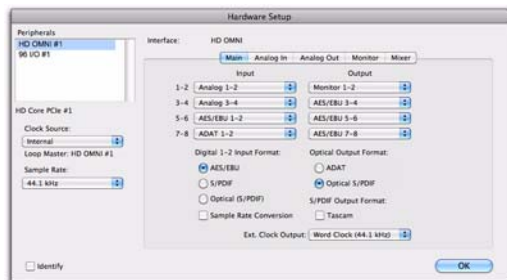 Hardware Setup
Peripherals
HD OMNI #1
96 I/O #1
HD Core PCIe #1
Clock Source:
Internal
Loop Master: HD OMNI #1
Sample Rate:
44.1 kHz
Identify
Interface: HD OMNI
Main Analog In Analog Out Monitor Mixer
Input Output
1-2 Analog 1-2 Monitor 1-2
3-4 Analog 3-4 AES/EBU 3-4
5-6 AES/EBU 1-2 AES/EBU 5-6
7-8 ADAT 1-2 AES/EBU 7-8
Digital 1-2 Input Format: Optical Output Format:
AES/EBU ADAT
S/PDIF Optical S/PDIF
Optical (S/PDIF) S/PDIF Output Format:
Sample Rate Conversion Tascam
Ext. Clock Output: Word Clock (44.1 kHz)
OK